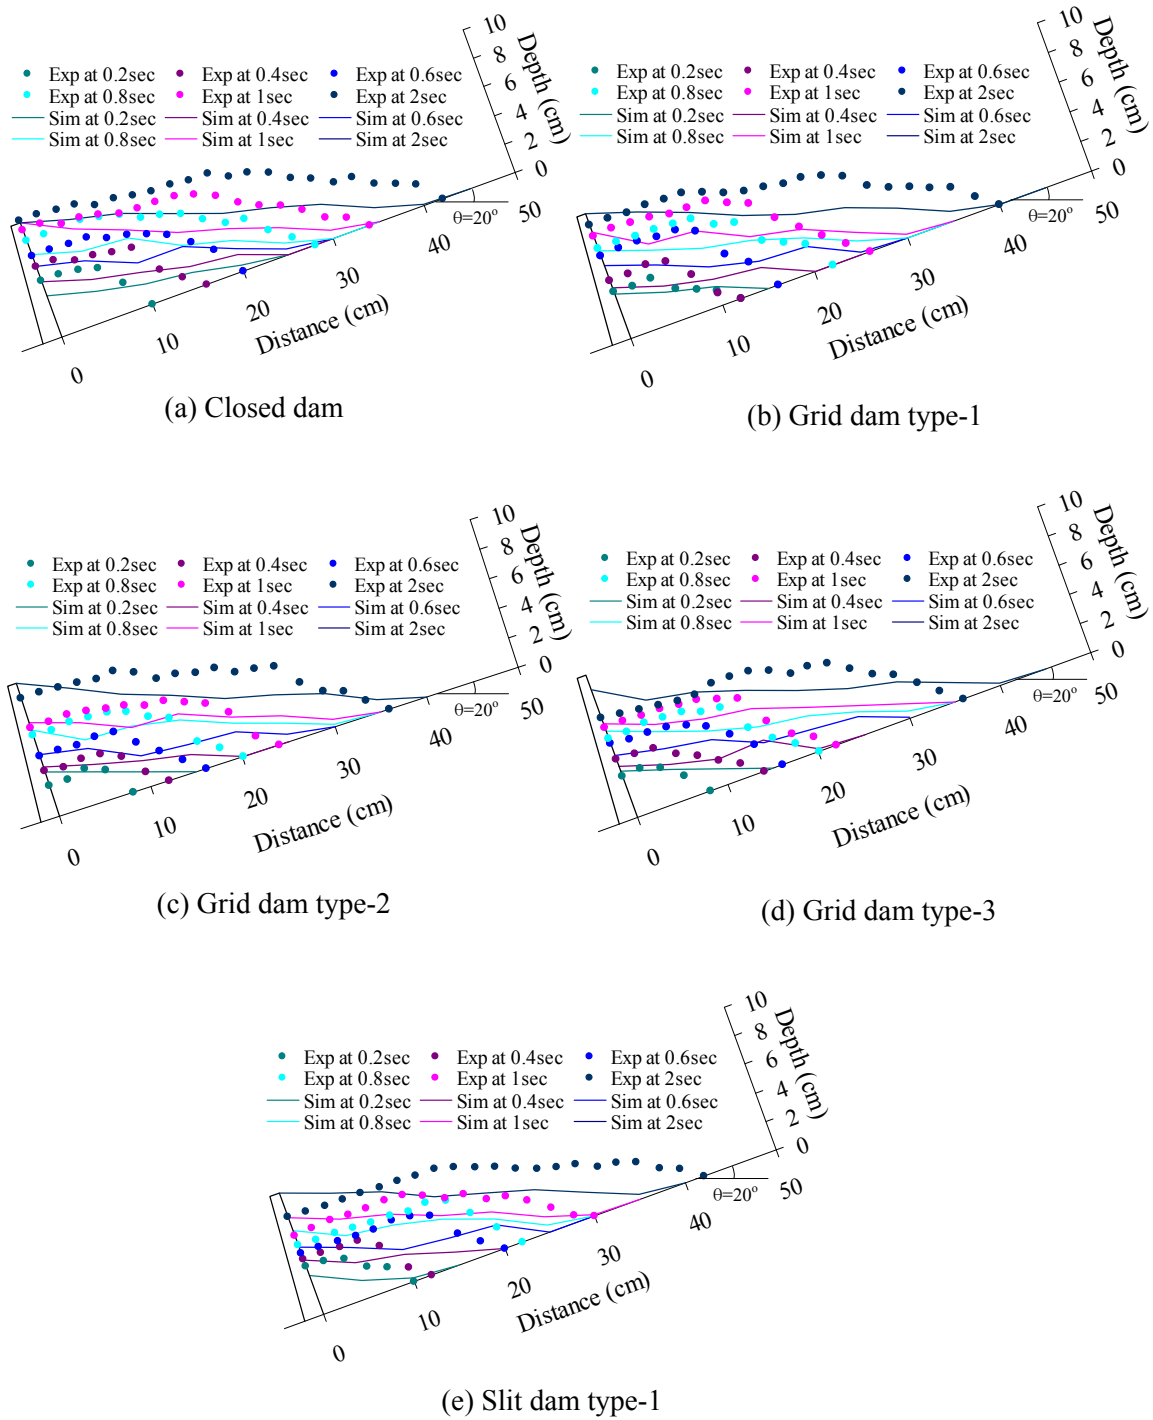 10
8
6
4
2
0
Depth (cm)
Exp at 0.2sec Exp at 0.4sec Exp at 0.6sec
Exp at 0.8sec Exp at 1sec Exp at 2sec
Sim at 0.2sec Sim at 0.4sec Sim at 0.6sec
Sim at 0.8sec Sim at 1sec Sim at 2sec
θ=20°
0 10 20 30 40 50
Distance (cm)
(a) Closed dam
10
8
6
4
2
0
Depth (cm)
Exp at 0.2sec Exp at 0.4sec Exp at 0.6sec
Exp at 0.8sec Exp at 1sec Exp at 2sec
Sim at 0.2sec Sim at 0.4sec Sim at 0.6sec
Sim at 0.8sec Sim at 1sec Sim at 2sec
θ=20°
0 10 20 30 40 50
Distance (cm)
(b) Grid dam type-1
10
8
6
4
2
0
Depth (cm)
Exp at 0.2sec Exp at 0.4sec Exp at 0.6sec
Exp at 0.8sec Exp at 1sec Exp at 2sec
Sim at 0.2sec Sim at 0.4sec Sim at 0.6sec
Sim at 0.8sec Sim at 1sec Sim at 2sec
θ=20°
0 10 20 30 40 50
Distance (cm)
(c) Grid dam type-2
10
8
6
4
2
0
Depth (cm)
Exp at 0.2sec Exp at 0.4sec Exp at 0.6sec
Exp at 0.8sec Exp at 1sec Exp at 2sec
Sim at 0.2sec Sim at 0.4sec Sim at 0.6sec
Sim at 0.8sec Sim at 1sec Sim at 2sec
θ=20°
0 10 20 30 40 50
Distance (cm)
(d) Grid dam type-3
10
8
6
4
2
0
Depth (cm)
Exp at 0.2sec Exp at 0.4sec Exp at 0.6sec
Exp at 0.8sec Exp at 1sec Exp at 2sec
Sim at 0.2sec Sim at 0.4sec Sim at 0.6sec
Sim at 0.8sec Sim at 1sec Sim at 2sec
θ=20°
0 10 20 30 40 50
Distance (cm)
(e) Slit dam type-1